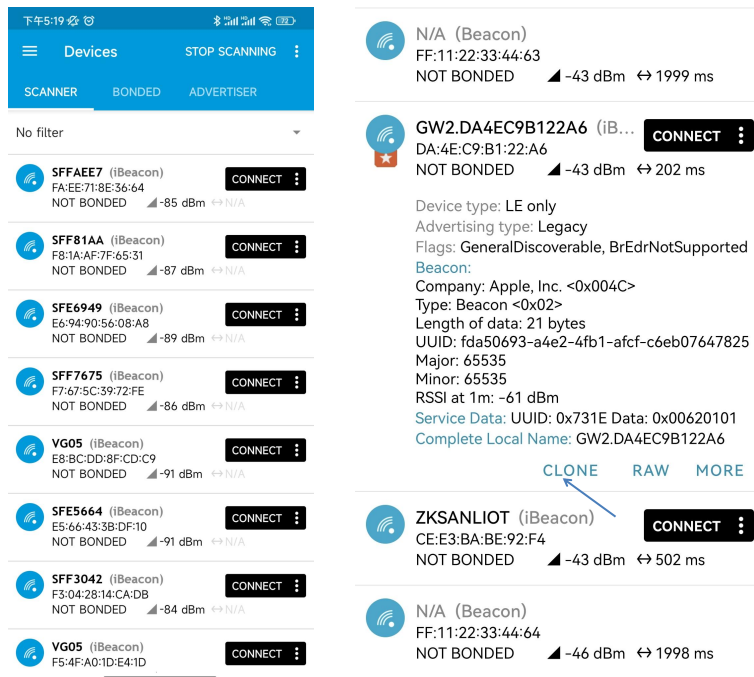 下午5:19
72
Devices
STOP SCANNING
SCANNER BONDED ADVERTISER
No filter
SFFAEE7 (iBeacon)
FA:EE:71:8E:36:64
NOT BONDED -85 dBm ↔N/A
CONNECT
SFF81AA (iBeacon)
F8:1A:AF:7F:65:31
NOT BONDED -87 dBm ↔N/A
CONNECT
SFE6949 (iBeacon)
E6:94:90:56:08:A8
NOT BONDED -89 dBm ↔N/A
CONNECT
SFF7675 (iBeacon)
F7:67:5C:39:72:FE
NOT BONDED -86 dBm ↔N/A
CONNECT
VG05 (iBeacon)
E8:BC:DD:8F:CD:C9
NOT BONDED -91 dBm ↔N/A
CONNECT
SFE5664 (iBeacon)
E5:66:43:3B:DF:10
NOT BONDED -91 dBm ↔N/A
CONNECT
SFF3042 (iBeacon)
F3:04:28:14:CA:DB
NOT BONDED -84 dBm ↔N/A
CONNECT
VG05 (iBeacon)
F5:4F:A0:1D:E4:1D
CONNECT
N/A (Beacon)
FF:11:22:33:44:63
NOT BONDED -43 dBm ↔ 1999 ms
GW2.DA4EC9B122A6 (iB...
CONNECT
DA:4E:C9:B1:22:A6
NOT BONDED -43 dBm ↔ 202 ms
Device type: LE only
Advertising type: Legacy
Flags: GeneralDiscoverable, BrEdrNotSupported
Beacon:
Company: Apple, Inc. <0x004C>
Type: Beacon <0x02>
Length of data: 21 bytes
UUID: fda50693-a4e2-4fb1-afcf-c6eb07647825
Major: 65535
Minor: 65535
RSSI at 1m: -61 dBm
Service Data: UUID: 0x731E Data: 0x00620101
Complete Local Name: GW2.DA4EC9B122A6
CLONE RAW MORE
ZKSANLIOT (iBeacon)
CONNECT
CE:E3:BA:BE:92:F4
NOT BONDED -43 dBm ↔ 502 ms
N/A (Beacon)
FF:11:22:33:44:64
NOT BONDED -46 dBm ↔ 1998 ms